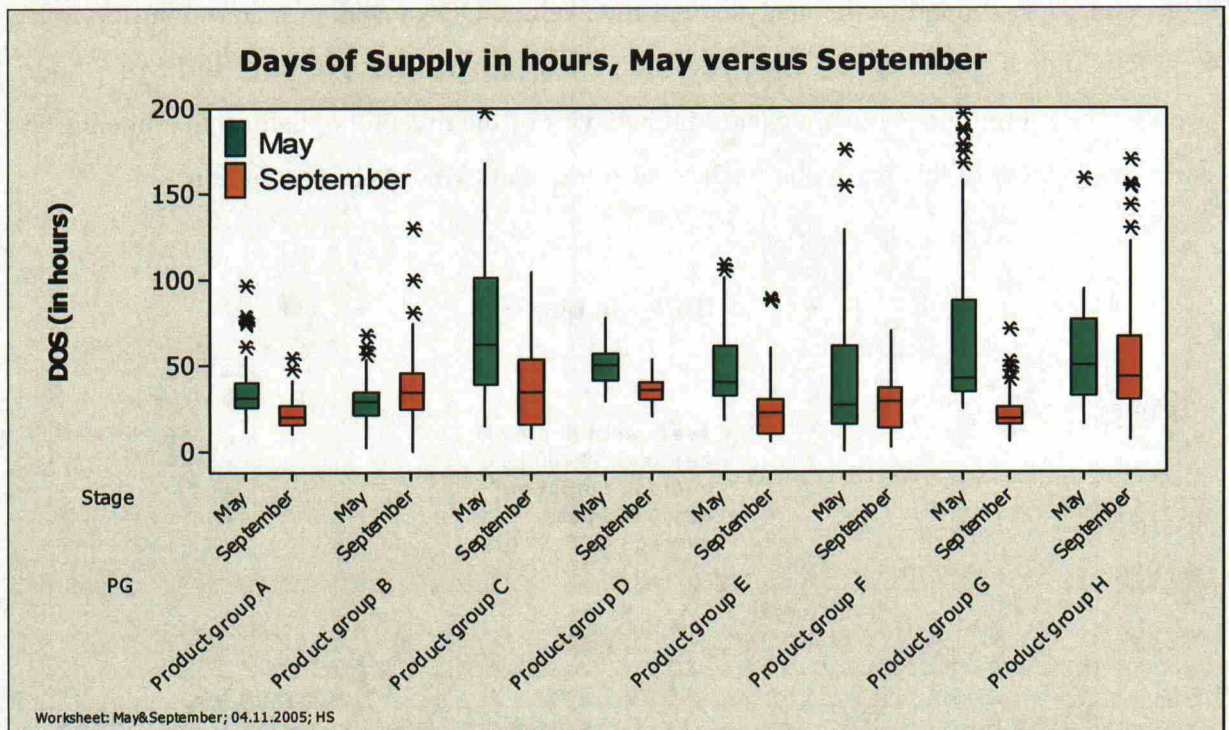 Days of Supply in hours, May versus September
May
September
DOS (in hours)
200
150
100
50
0
Stage
May
September
May
September
May
September
May
September
May
September
May
September
May
September
May
September
PG
Product group A
Product group B
Product group C
Product group D
Product group E
Product group F
Product group G
Product group H
Worksheet: May&September; 04.11.2005; HS